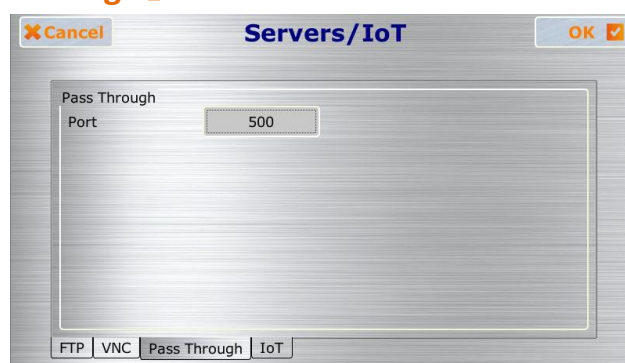 Cancel
Servers/IoT
OK
Pass Through
Port
500
FTP
VNC
Pass Through
IoT